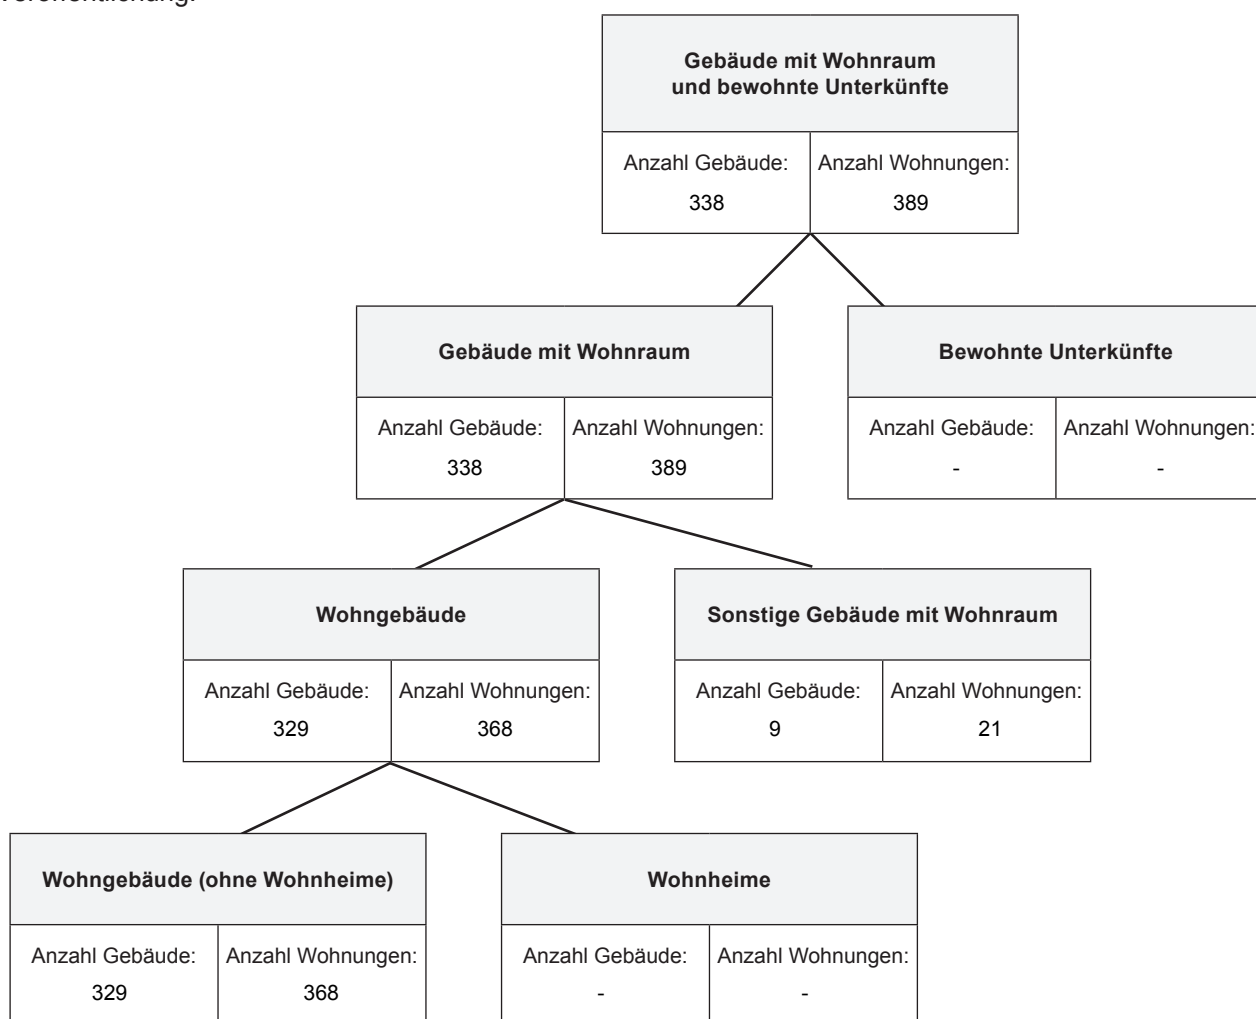 Veröffentlichung.
Gebäude mit Wohnraum
und bewohnte Unterkünfte
Anzahl Gebäude: Anzahl Wohnungen:
338 389
Gebäude mit Wohnraum
Anzahl Gebäude: Anzahl Wohnungen:
338 389
Bewohnte Unterkünfte
Anzahl Gebäude: Anzahl Wohnungen:
- -
Wohngebäude
Anzahl Gebäude: Anzahl Wohnungen:
329 368
Sonstige Gebäude mit Wohnraum
Anzahl Gebäude: Anzahl Wohnungen:
9 21
Wohngebäude (ohne Wohnheime)
Anzahl Gebäude: Anzahl Wohnungen:
329 368
Wohnheime
Anzahl Gebäude: Anzahl Wohnungen:
- -